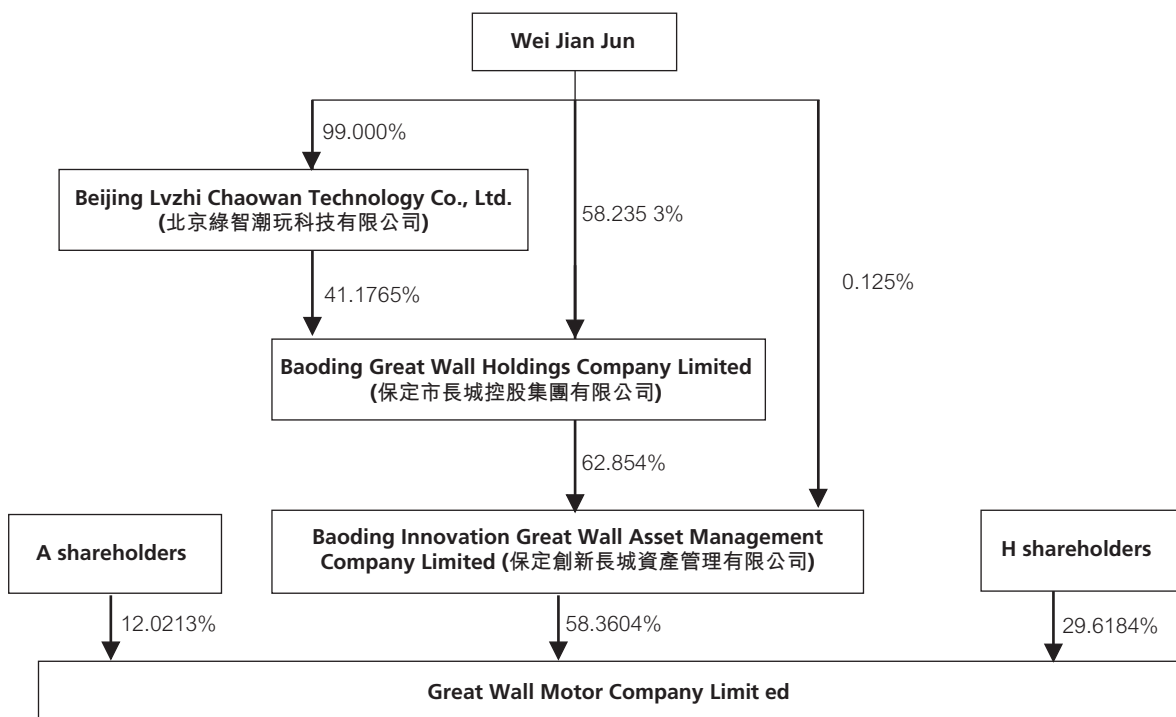 Wei Jian Jun
99.000%
Beijing Lvzhi Chaowan Technology Co., Ltd.
(北京綠智潮玩科技有限公司)
58.235 3%
0.125%
41.1765%
Baoding Great Wall Holdings Company Limited
(保定市長城控股集團有限公司)
62.854%
A shareholders
Baoding Innovation Great Wall Asset Management
Company Limited (保定創新長城資產管理有限公司)
H shareholders
12.0213%
58.3604%
29.6184%
Great Wall Motor Company Limit ed